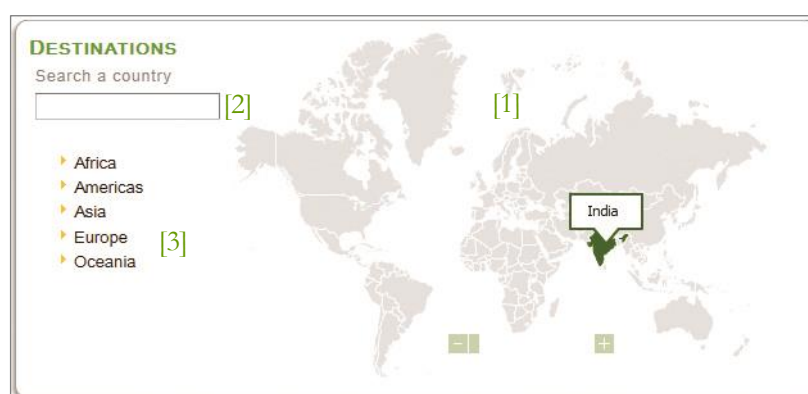 DESTINATIONS
Search a country
[2]
[1]
Africa
Americas
Asia
India
Europe
[3]
Oceania